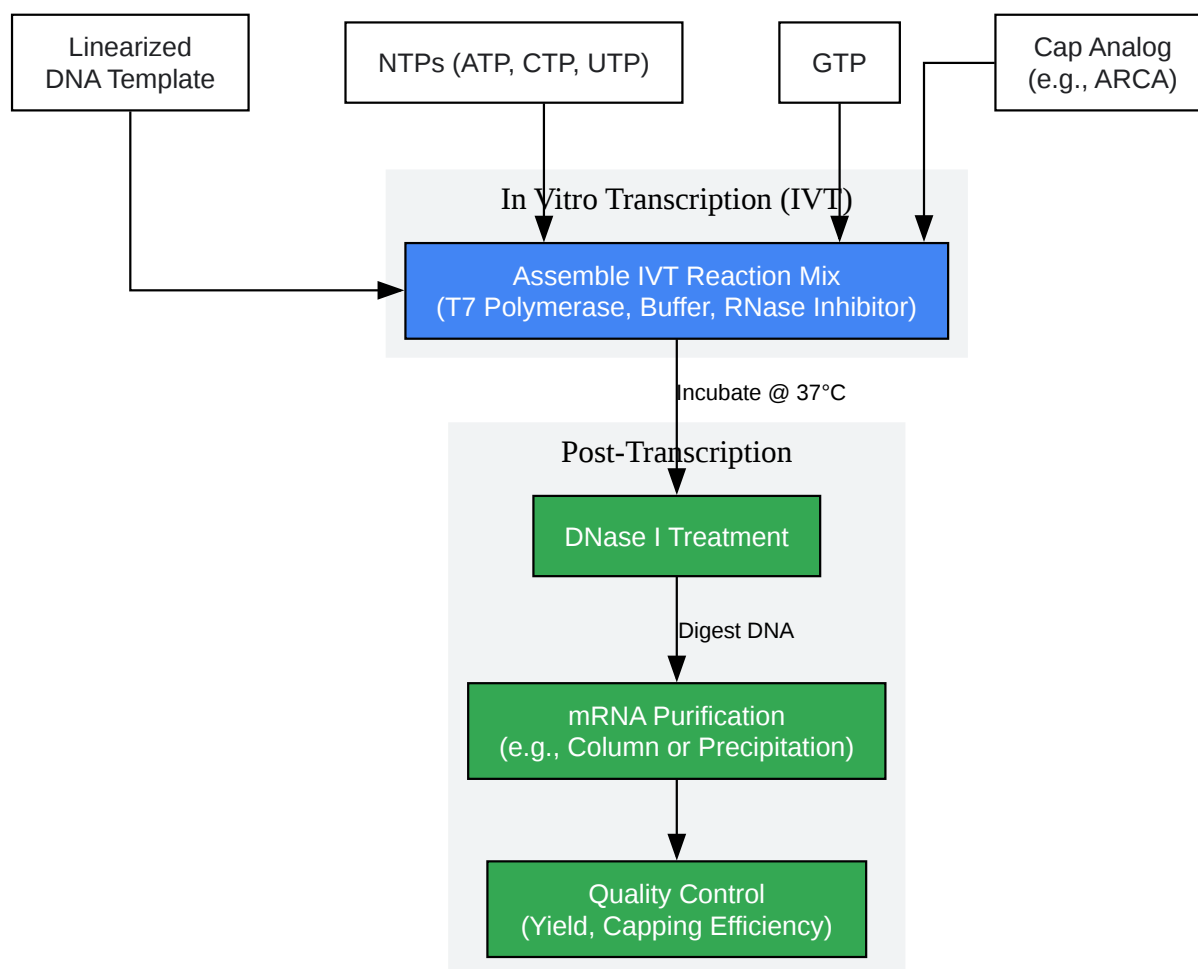 Linearized
DNA Template
NTPs (ATP, CTP, UTP)
GTP
Cap Analog
(e.g., ARCA)
In Vitro Transcription (IVT)
Assemble IVT Reaction Mix
(T7 Polymerase, Buffer, RNase Inhibitor)
Incubate @ 37°C
Post-Transcription
DNase I Treatment
Digest DNA
mRNA Purification
(e.g., Column or Precipitation)
Quality Control
(Yield, Capping Efficiency)